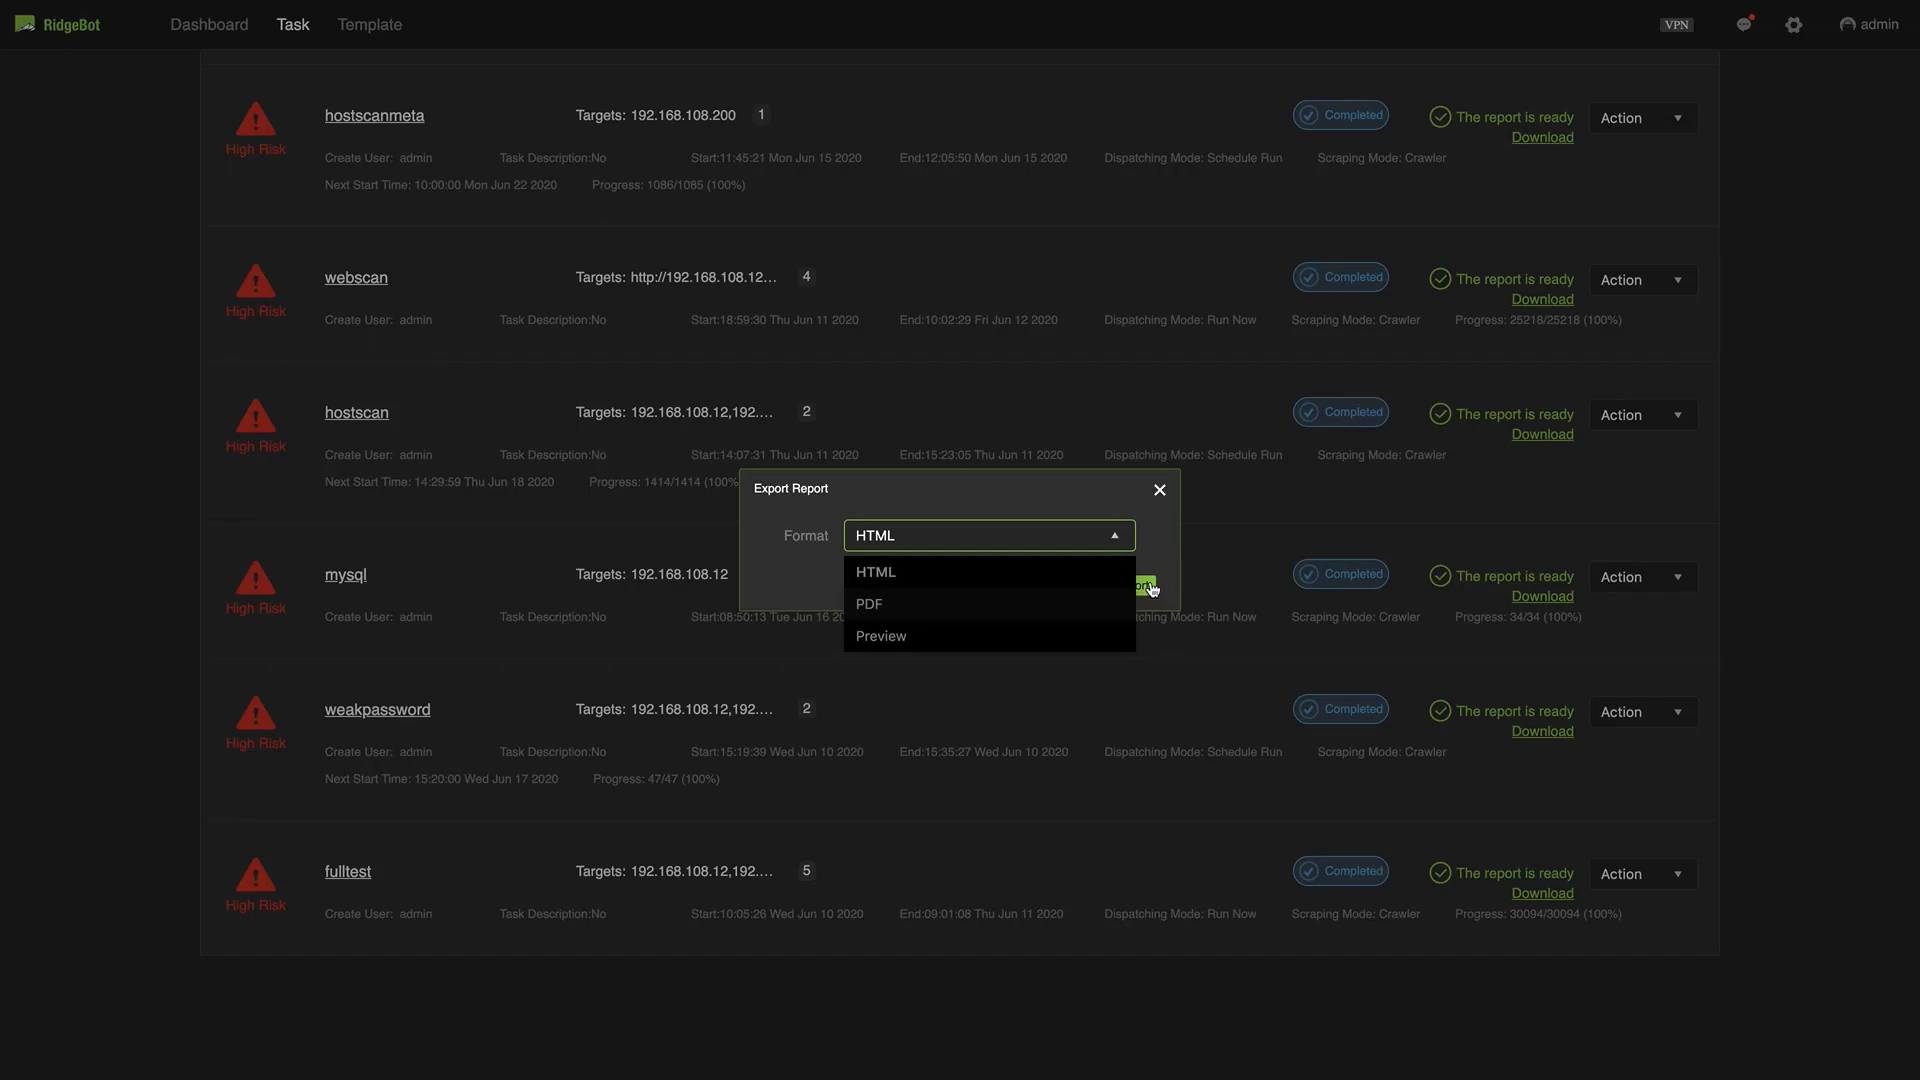 RidgeBot Dashboard Task Template VPN admin
hostscanmeta Targets: 192.168.108.200 1 Completed The report is ready Action
High Risk Download
Create User: admin Task Description:No Start:11:45:21 Mon Jun 15 2020 End:12:05:50 Mon Jun 15 2020 Dispatching Mode: Schedule Run Scraping Mode: Crawler
Next Start Time: 10:00:00 Mon Jun 22 2020 Progress: 1086/1085 (100%)
webscan Targets: http://192.168.108.12... 4 Completed The report is ready Action
High Risk Download
Create User: admin Task Description:No Start:18:59:30 Thu Jun 11 2020 End:10:02:29 Fri Jun 12 2020 Dispatching Mode: Run Now Scraping Mode: Crawler Progress: 25218/25218 (100%)
hostscan Targets: 192.168.108.12,192.... 2 Completed The report is ready Action
High Risk Download
Create User: admin Task Description:No Start:14:07:31 Thu Jun 11 2020 End:15:23:05 Thu Jun 11 2020 Dispatching Mode: Schedule Run Scraping Mode: Crawler
Next Start Time: 14:29:59 Thu Jun 18 2020 Progress: 1414/1414 (100%
Export Report
Format HTML
HTML
PDF
Preview
mysql Targets: 192.168.108.12 Completed The report is ready Action
High Risk Download
Create User: admin Task Description:No Start:08:50:13 Tue Jun 16 20 tching Mode: Run Now Scraping Mode: Crawler Progress: 34/34 (100%)
weakpassword Targets: 192.168.108.12,192.... 2 Completed The report is ready Action
High Risk Download
Create User: admin Task Description:No Start:15:19:39 Wed Jun 10 2020 End:15:35:27 Wed Jun 10 2020 Dispatching Mode: Schedule Run Scraping Mode: Crawler
Next Start Time: 15:20:00 Wed Jun 17 2020 Progress: 47/47 (100%)
fulltest Targets: 192.168.108.12,192.... 5 Completed The report is ready Action
High Risk Download
Create User: admin Task Description:No Start:10:05:26 Wed Jun 10 2020 End:09:01:08 Thu Jun 11 2020 Dispatching Mode: Run Now Scraping Mode: Crawler Progress: 30094/30094 (100%)